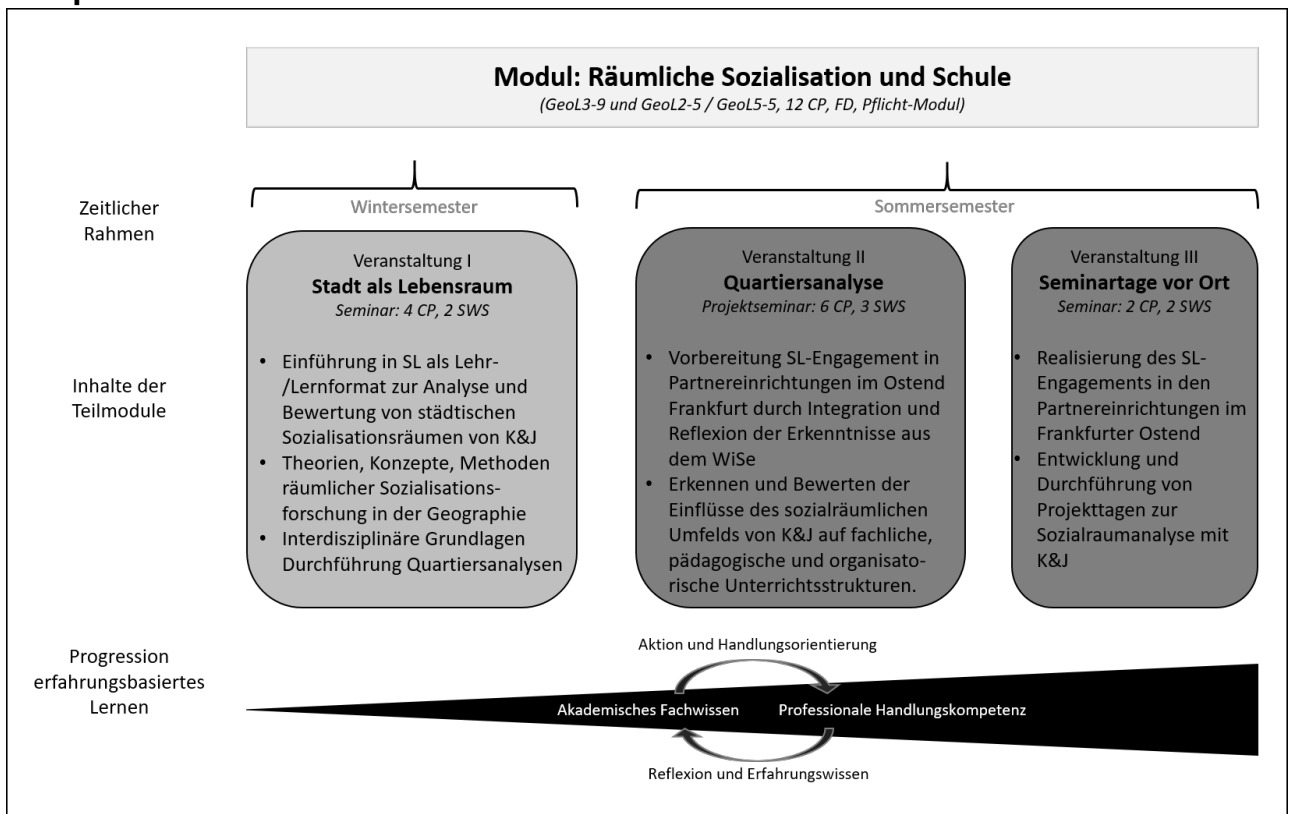 Modul: Räumliche Sozialisation und Schule
(GeoL3-9 und GeoL2-5 / GeoL5-5, 12 CP, FD, Pflicht-Modul)
Zeitlicher
Rahmen
Wintersemester
Sommersemester
Inhalte der
Teilmodule
Veranstaltung I
Stadt als Lebensraum
Seminar: 4 CP, 2 SWS
• Einführung in SL als Lehr-
/Lernformat zur Analyse und
Bewertung von städtischen
Sozialisationsräumen von K&J
• Theorien, Konzepte, Methoden
räumlicher Sozialisations-
forschung in der Geographie
• Interdisziplinäre Grundlagen
Durchführung Quartiersanalysen
Veranstaltung II
Quartiersanalyse
Projektseminar: 6 CP, 3 SWS
• Vorbereitung SL-Engagement in
Partnereinrichtungen im Ostend
Frankfurt durch Integration und
Reflexion der Erkenntnisse aus
dem WiSe
• Erkennen und Bewerten der
Einflüsse des sozialräumlichen
Umfelds von K&J auf fachliche,
pädagogische und organisato-
rische Unterrichtsstrukturen.
Veranstaltung III
Seminartage vor Ort
Seminar: 2 CP, 2 SWS
• Realisierung des SL-
Engagements in den
Partnereinrichtungen im
Frankfurter Ostend
• Entwicklung und
Durchführung von
Projekttagen zur
Sozialraumanalyse mit
K&J
Progression
erfahrungsbasiertes
Lernen
Aktion und Handlungsorientierung
Akademisches Fachwissen
Professionale Handlungskompetenz
Reflexion und Erfahrungswissen